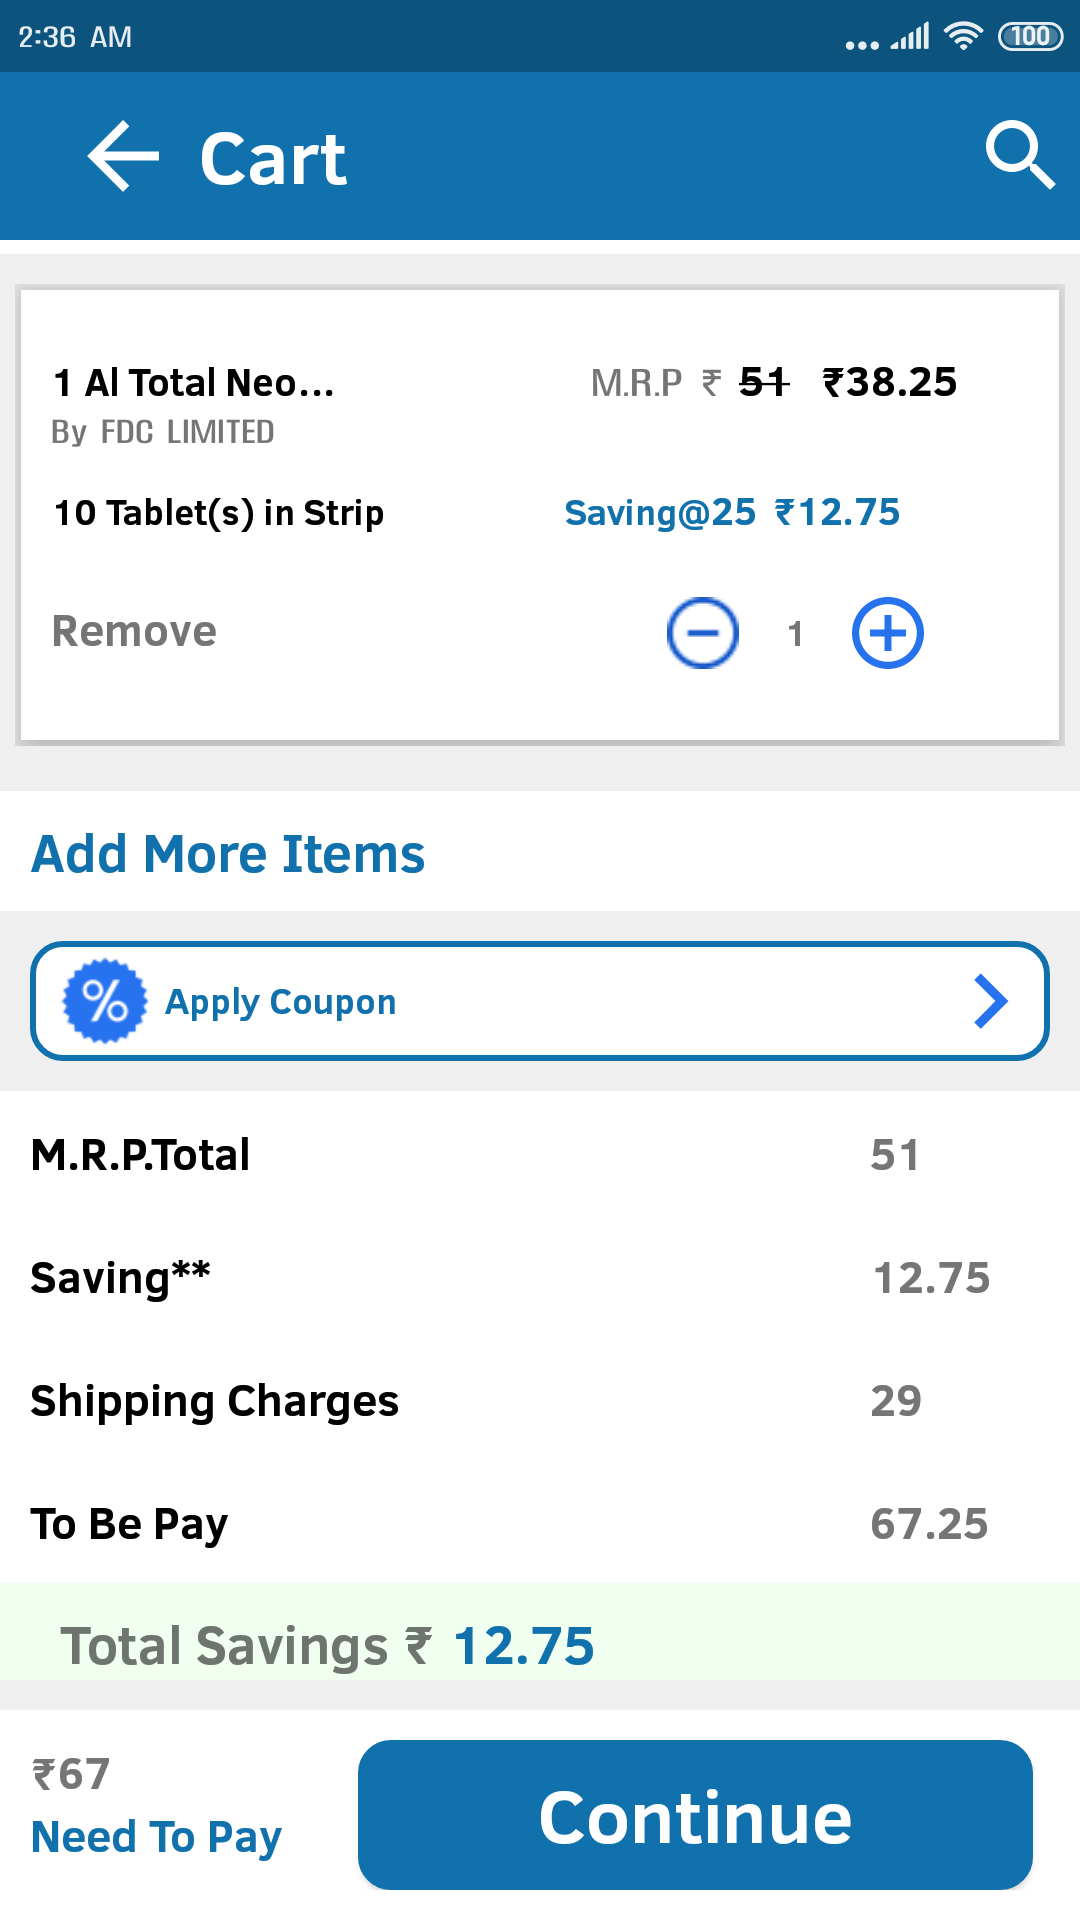 2:36 AM
100
Cart
1 Al Total Neo...
M.R.P ₹ 51 ₹38.25
By FDC LIMITED
10 Tablet(s) in Strip
Saving@25 ₹12.75
Remove
1
Add More Items
% Apply Coupon
M.R.P.Total 51
Saving** 12.75
Shipping Charges 29
To Be Pay 67.25
Total Savings ₹ 12.75
₹67
Need To Pay
Continue